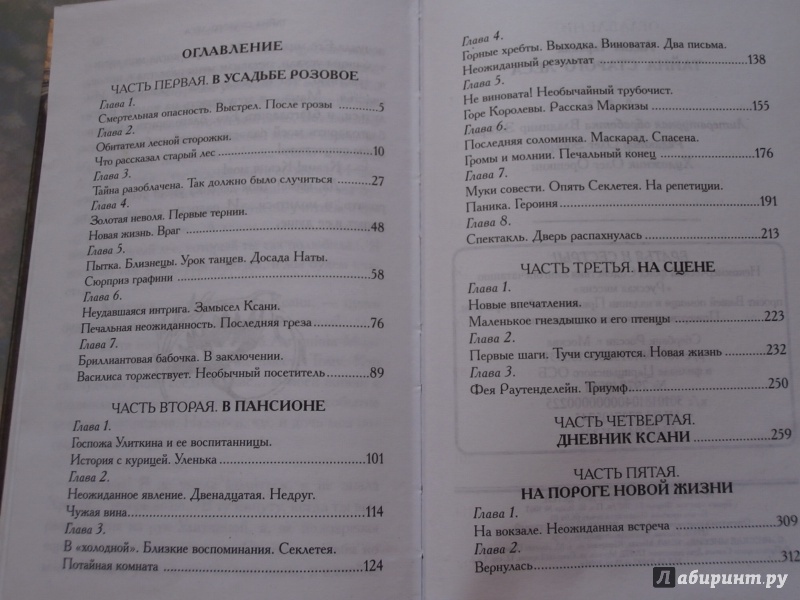 ОГЛАВЛЕНИЕ
ЧАСТЬ ПЕРВАЯ. В УСАДЬБЕ РОЗОВОЕ
Глава 1.
Смертельная опасность. Выстрел. После грозы 5
Глава 2.
Обитатели лесной сторожки.
Что рассказал старый лес 10
Глава 3.
Тайна разоблачена. Так должно было случиться 27
Глава 4.
Золотая неволя. Первые тернии.
Новая жизнь. Враг 48
Глава 5.
Пытка. Близнецы. Урок танцев. Досада Наты.
Сюрприз графини 58
Глава 6.
Неудавшаяся интрига. Замысел Ксани.
Печальная неожиданность. Последняя греза 76
Глава 7.
Бриллиантовая бабочка. В заключении.
Василиса торжествует. Необычный посетитель 89
ЧАСТЬ ВТОРАЯ. В ПАНСИОНЕ
Глава 1.
Госпожа Улиткина и ее воспитанницы.
История с курицей. Уленька 101
Глава 2.
Неожиданное явление. Двенадцатая. Недруг.
Чужая вина 114
Глава 3.
В «холодной». Близкие воспоминания. Секлетея.
Потайная комната 124
Глава 4.
Горные хребты. Выходка. Виноватая. Два письма.
Неожиданный результат 138
Глава 5.
Не виновата! Необычайный трубочист.
Горе Королевы. Рассказ Маркизы 155
Глава 6.
Последняя соломинка. Маскарад. Спасена.
Громы и молнии. Печальный конец 176
Глава 7.
Муки совести. Опять Секлетея. На репетиции.
Паника. Героиня 191
Глава 8.
Спектакль. Дверь распахнулась 213
ЧАСТЬ ТРЕТЬЯ. НА СЦЕНЕ
Глава 1.
Новые впечатления.
Маленькое гнездышко и его птенцы 223
Глава 2.
Первые шаги. Тучи сгущаются. Новая жизнь 232
Глава 3.
Фея Раутенделейн. Триумф 250
ЧАСТЬ ЧЕТВЕРТАЯ.
ДНЕВНИК КСАНИ 259
ЧАСТЬ ПЯТАЯ.
НА ПОРОГЕ НОВОЙ ЖИЗНИ
Глава 1.
На вокзале. Неожиданная встреча 309
Глава 2.
Вернулась 312
Лабиринт.ру